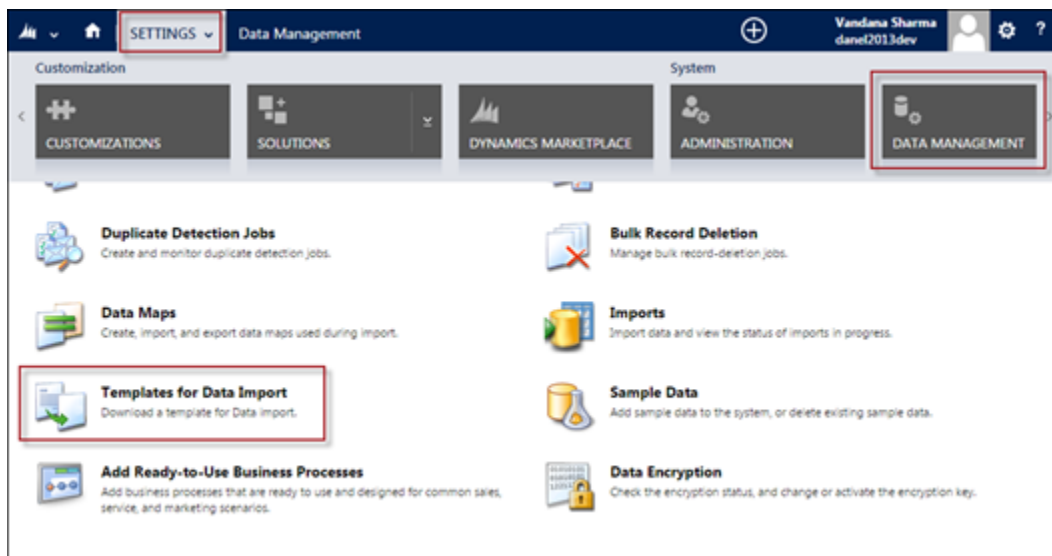 SETTINGS
Data Management
Vandana Sharma
danel2013dev
?
Customization
System
CUSTOMIZATIONS
SOLUTIONS
DYNAMICS MARKETPLACE
ADMINISTRATION
DATA MANAGEMENT
Duplicate Detection Jobs
Create and monitor duplicate detection jobs.
Bulk Record Deletion
Manage bulk record-deletion jobs.
Data Maps
Create, import, and export data maps used during import.
Imports
Import data and view the status of imports in progress.
Templates for Data Import
Download a template for Data import.
Sample Data
Add sample data to the system, or delete existing sample data.
Add Ready-to-Use Business Processes
Add business processes that are ready to use and designed for common sales,
service, and marketing scenarios.
Data Encryption
Check the encryption status, and change or activate the encryption key.